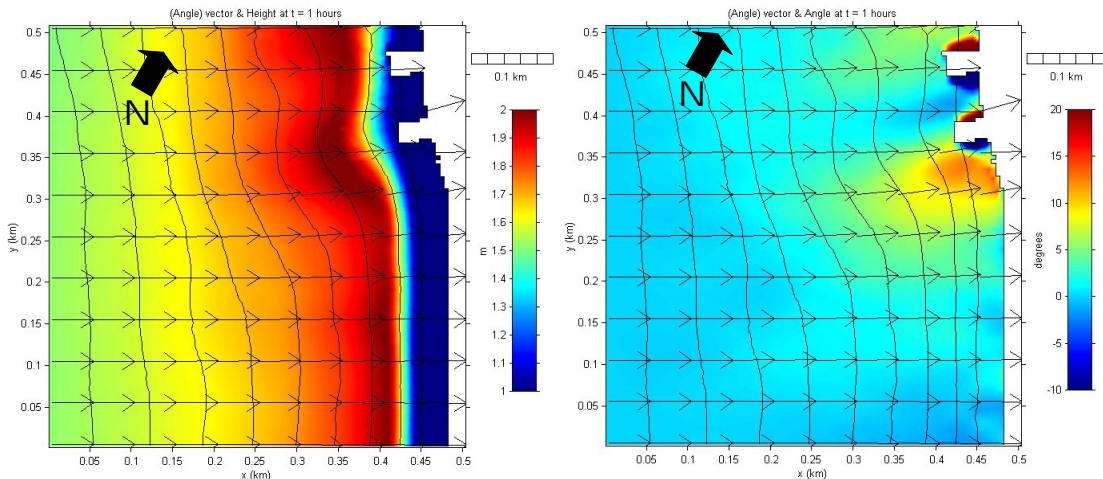 (Angle) vector & Height at t = 1 hours
0.5
0.45
0.4
0.35
0.3
0.25
0.2
0.15
0.1
0.05
y (km)
N
0.05 0.1 0.15 0.2 0.25 0.3 0.35 0.4 0.45 0.5
x (km)
0.1 km
2
1.9
1.8
1.7
1.6
1.5
1.4
1.3
1.2
1.1
1
m
(Angle) vector & Angle at t = 1 hours
0.5
0.45
0.4
0.35
0.3
0.25
0.2
0.15
0.1
0.05
y (km)
N
0.05 0.1 0.15 0.2 0.25 0.3 0.35 0.4 0.45 0.5
x (km)
0.1 km
20
15
10
5
0
-5
-10
degrees